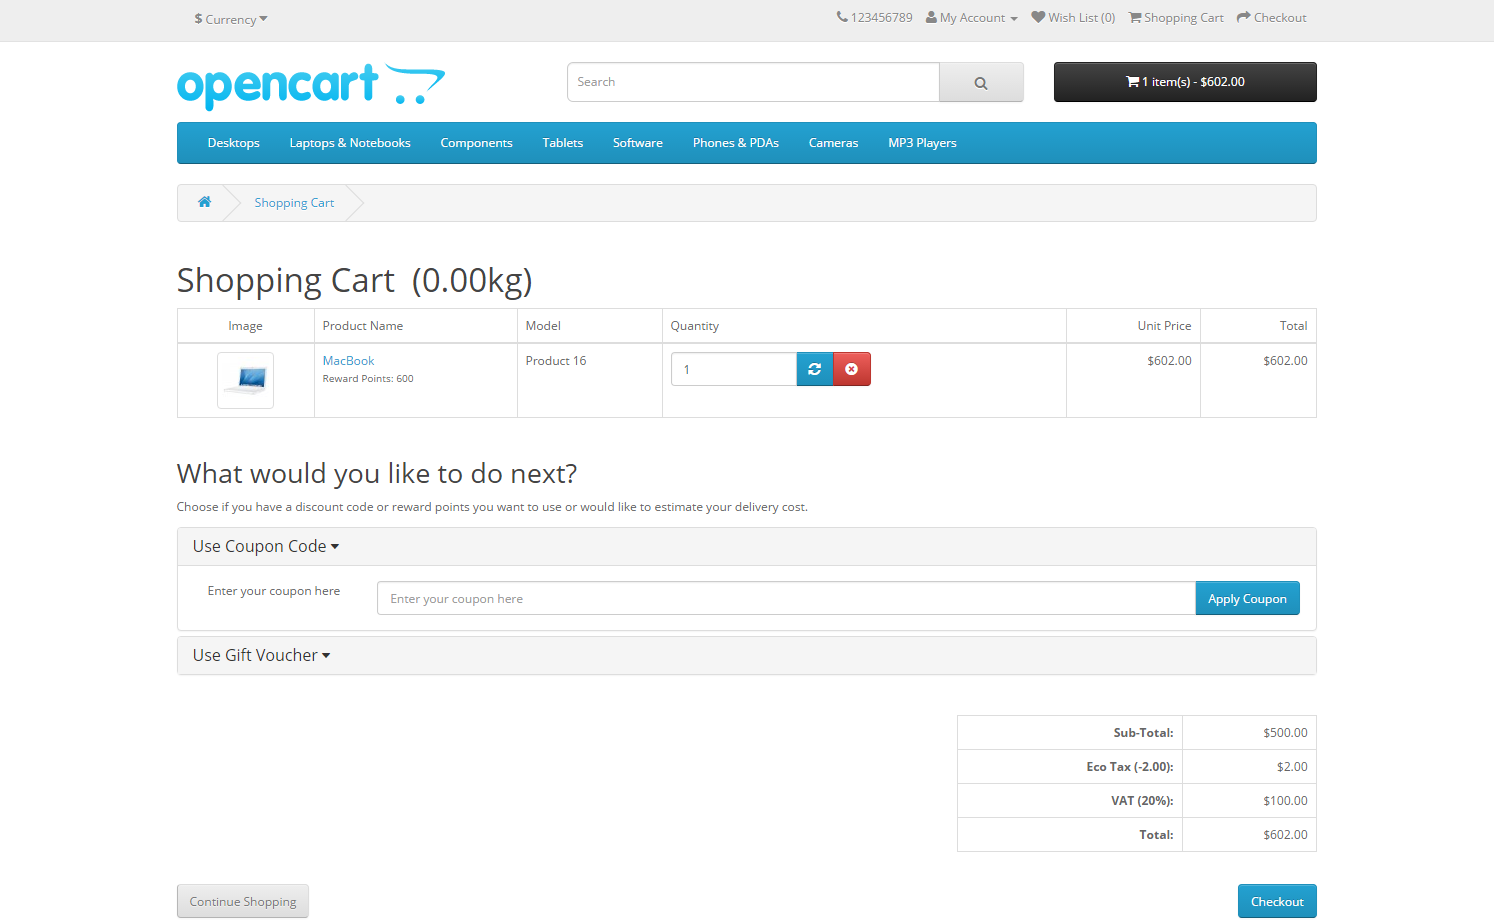 $ Currency
123456789 My Account Wish List (0) Shopping Cart Checkout
opencart
Search
1 item(s) - $602.00
Desktops Laptops & Notebooks Components Tablets Software Phones & PDAs Cameras MP3 Players
Shopping Cart
Shopping Cart (0.00kg)
Image Product Name Model Quantity Unit Price Total
MacBook Product 16 1 $602.00 $602.00
Reward Points: 600
What would you like to do next?
Choose if you have a discount code or reward points you want to use or would like to estimate your delivery cost.
Use Coupon Code
Enter your coupon here Enter your coupon here Apply Coupon
Use Gift Voucher
Sub-Total: $500.00
Eco Tax (-2.00): $2.00
VAT (20%): $100.00
Total: $602.00
Continue Shopping Checkout